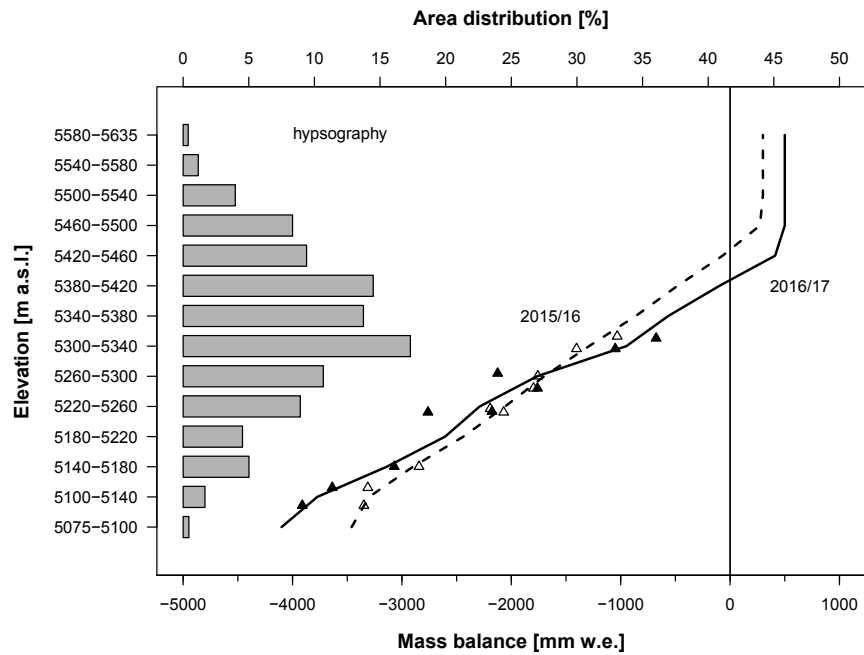 Area distribution [%]
0 5 10 15 20 25 30 35 40 45 50
Elevation [m a.s.l.]
5580−5635
5540−5580
5500−5540
5460−5500
5420−5460
5380−5420
5340−5380
5300−5340
5260−5300
5220−5260
5180−5220
5140−5180
5100−5140
5075−5100
hypsography
2016/17
2015/16
−5000 −4000 −3000 −2000 −1000 0 1000
Mass balance [mm w.e.]